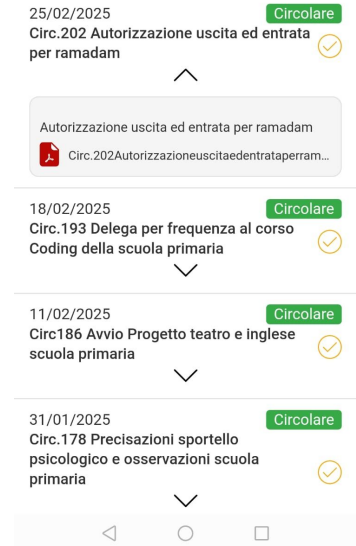 25/02/2025 Circolare
Circ.202 Autorizzazione uscita ed entrata
per ramadam
Autorizzazione uscita ed entrata per ramadam
Circ.202Autorizzazioneuscitaedentrataperram...
18/02/2025 Circolare
Circ.193 Delega per frequenza al corso
Coding della scuola primaria
11/02/2025 Circolare
Circ186 Avvio Progetto teatro e inglese
scuola primaria
31/01/2025 Circolare
Circ.178 Precisazioni sportello
psicologico e osservazioni scuola
primaria